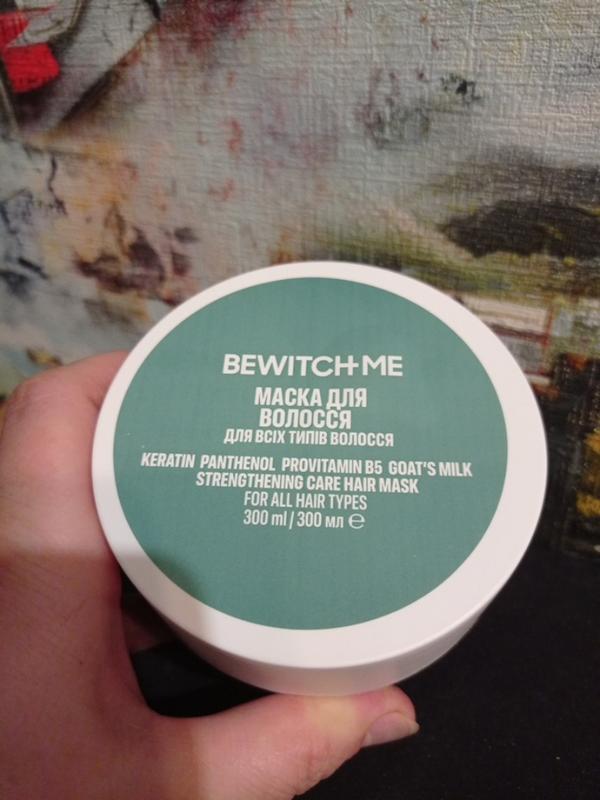 BEWITCH+ME
МАСКА ДЛЯ
ВОЛОССЯ
ДЛЯ ВСІХ ТИПІВ ВОЛОССЯ
KERATIN PANTHENOL PROVITAMIN B5 GOAT'S MILK
STRENGTHENING CARE HAIR MASK
FOR ALL HAIR TYPES
300 ml / 300 мл ℮